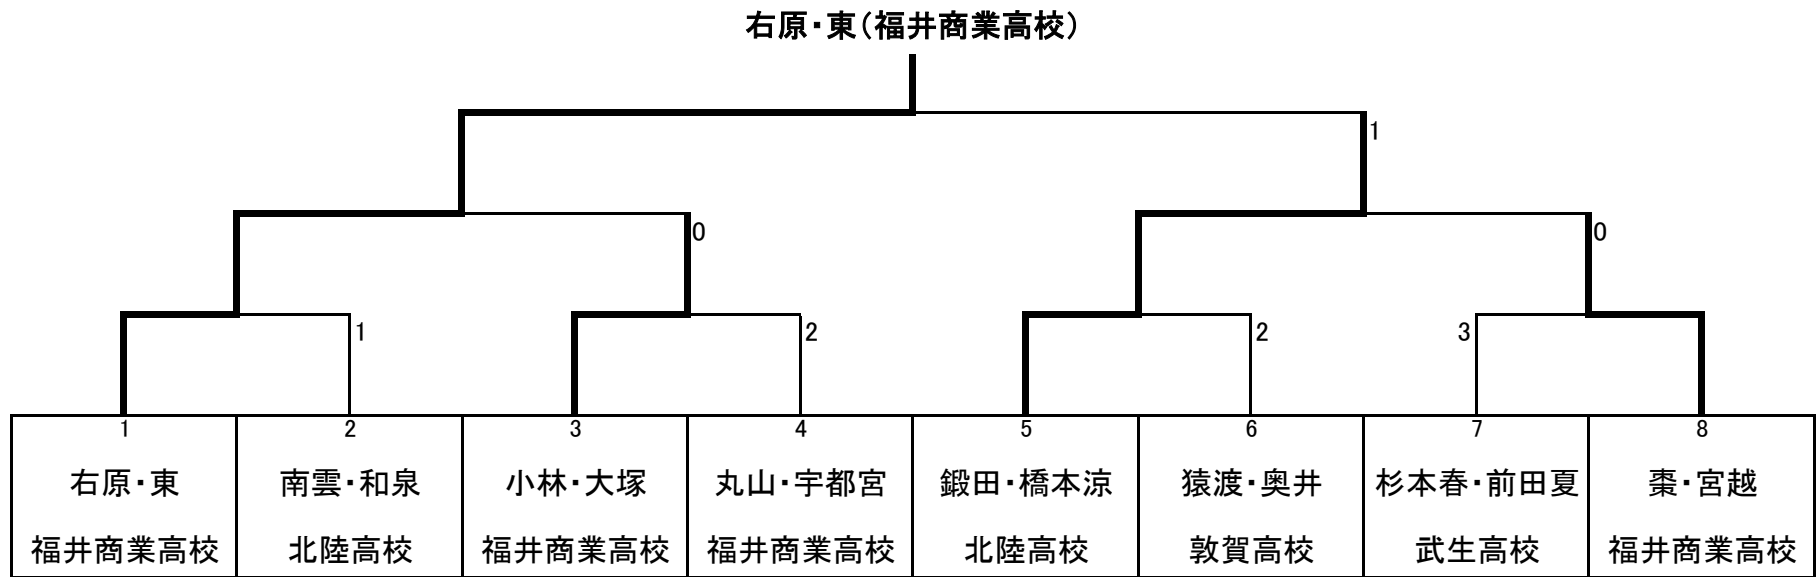 右原・東（福井商業高校）
1
0
0
1
2
2
3
1
2
3
4
5
6
7
8
右原・東
南雲・和泉
小林・大塚
丸山・宇都宮
鍛田・橋本涼
猿渡・奥井
杉本春・前田夏
棗・宮越
福井商業高校
北陸高校
福井商業高校
福井商業高校
北陸高校
敦賀高校
武生高校
福井商業高校